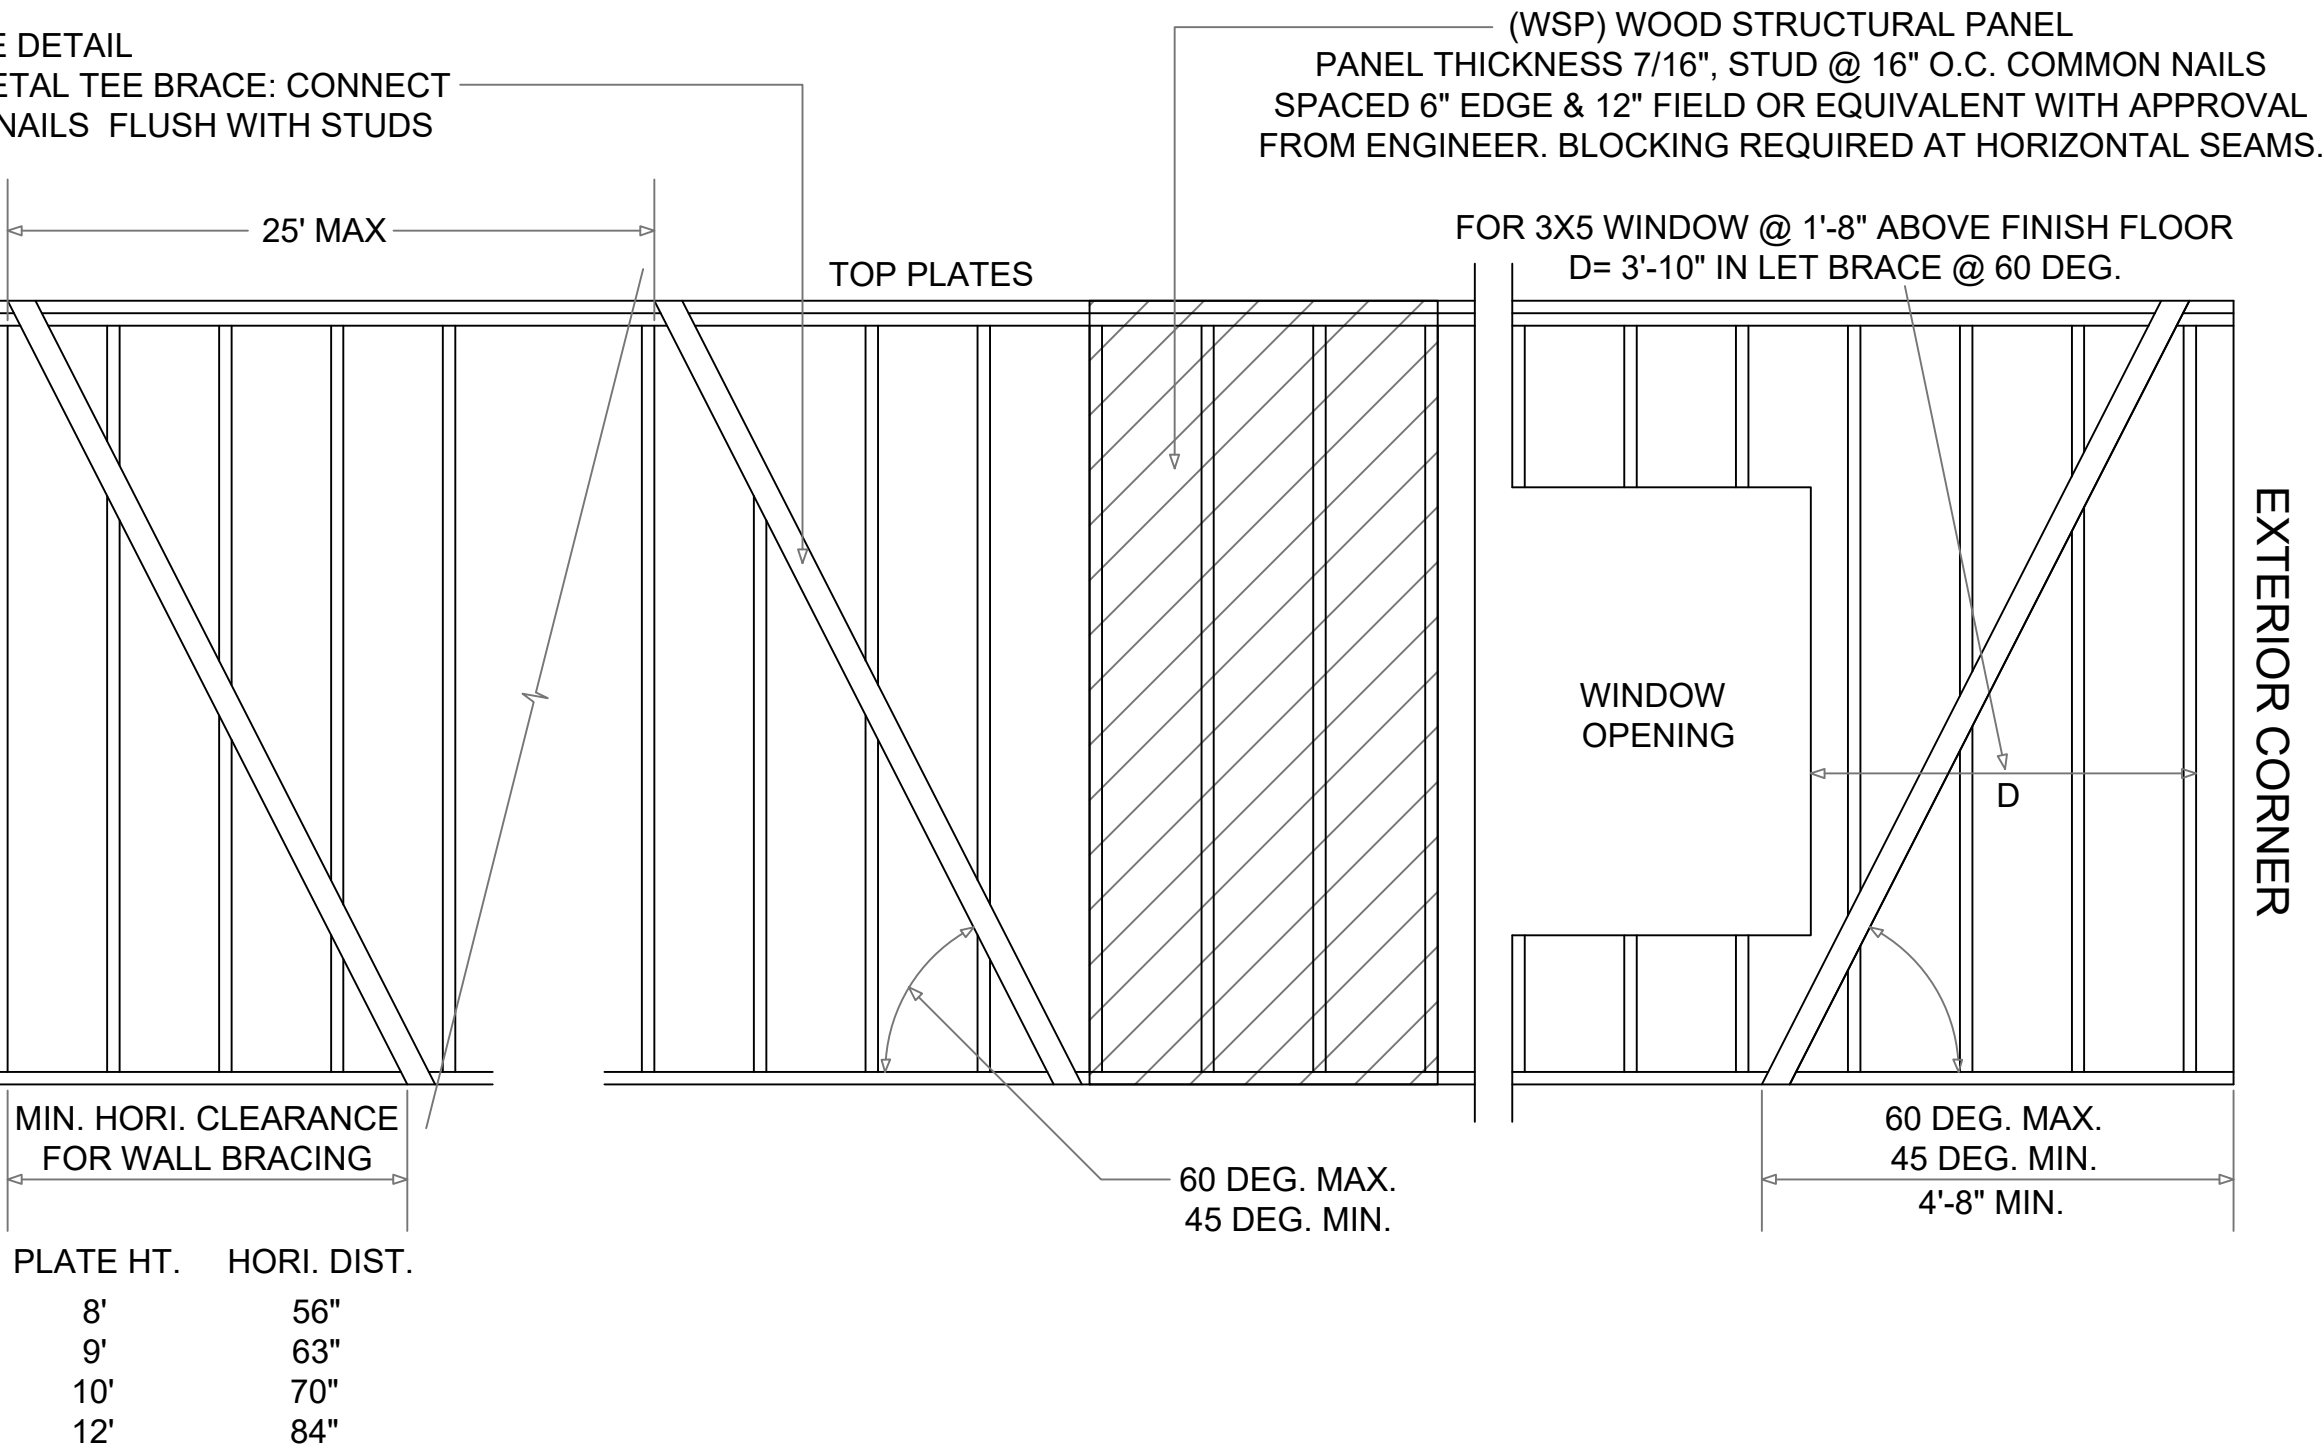 DETAIL
TEE BRACE: CONNECT
NAILS FLUSH WITH STUDS
(WSP) WOOD STRUCTURAL PANEL
PANEL THICKNESS 7/16", STUD @ 16" O.C. COMMON NAILS
SPACED 6" EDGE & 12" FIELD OR EQUIVALENT WITH APPROVAL
FROM ENGINEER. BLOCKING REQUIRED AT HORIZONTAL SEAMS.
25' MAX
TOP PLATES
FOR 3X5 WINDOW @ 1'-8" ABOVE FINISH FLOOR
D= 3'-10" IN LET BRACE @ 60 DEG.
WINDOW
OPENING
D
EXTERIOR CORNER
MIN. HORI. CLEARANCE
FOR WALL BRACING
60 DEG. MAX.
45 DEG. MIN.
60 DEG. MAX.
45 DEG. MIN.
4'-8" MIN.
PLATE HT. HORI. DIST.
8' 56"
9' 63"
10' 70"
12' 84"